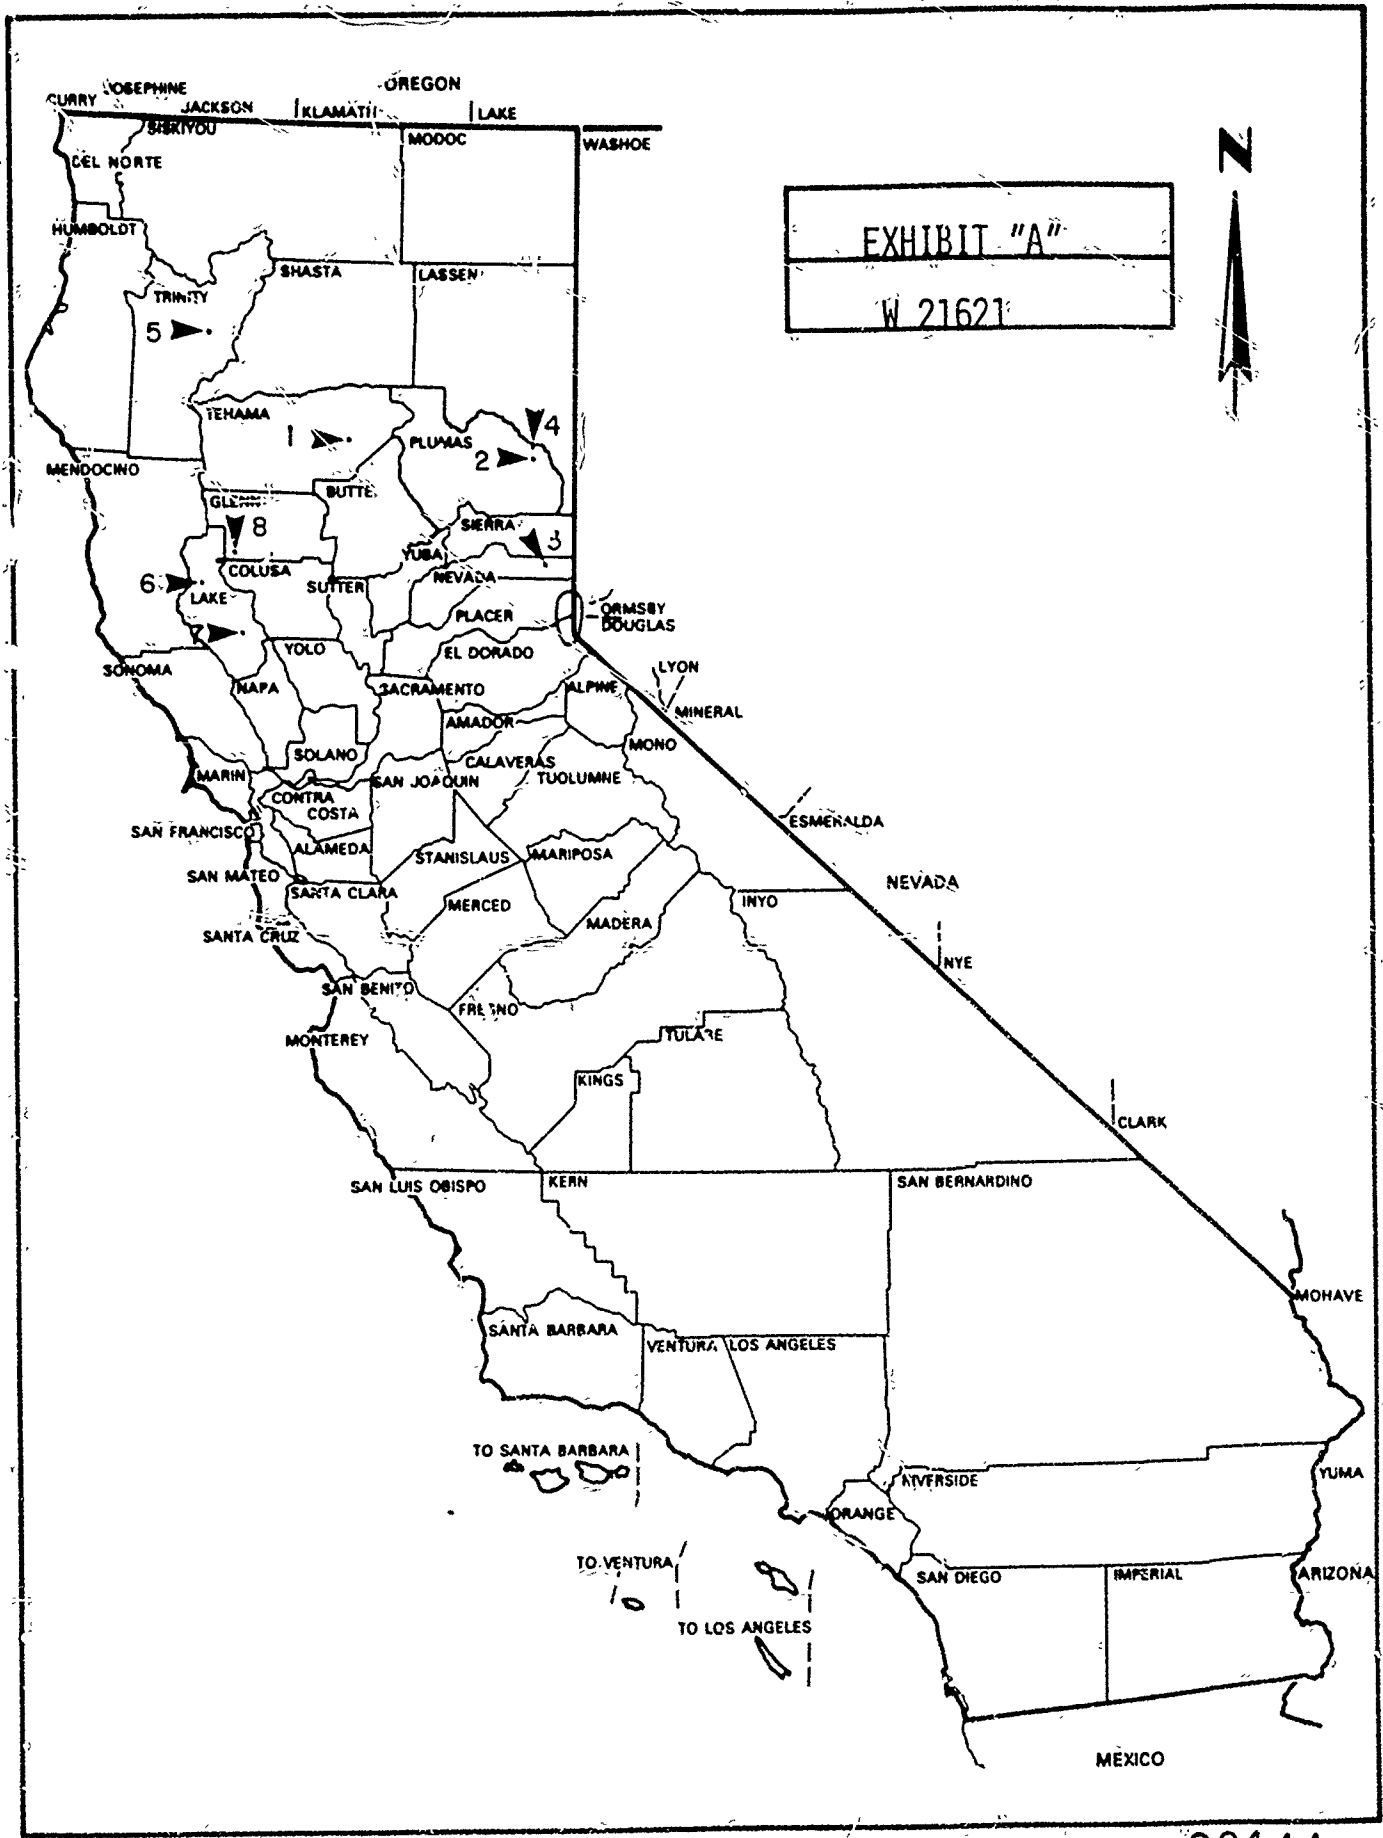 OREGON
JOSEPHINE
CURRY
JACKSON
KLAMATH
LAKE
SISKIYOU
MODOC
WASHOE
DEL NORTE
N
HUMBOLDT
EXHIBIT "A"
W 21621
SHASTA
LASSEN
TRINITY
5
TEHAMA
1
PLUMAS
4
2
MENDOCINO
BUTTE
GLENN
8
SIERRA
3
YUBA
COLUSA
NEVADA
6
SUTTER
LAKE
ORMSBY
PLACER
DOUGLAS
7
YOLO
EL DORADO
SONOMA
LYON
NAPA
SACRAMENTO
ALPINE
MINERAL
AMADOR
MONO
SOLANO
CALAVERAS
MARIN
SAN JOAQUIN
TUOLUMNE
CONTRA
COSTA
SAN FRANCISCO
ESMERALDA
ALAMEDA
STANISLAUS
MARIPOSA
SAN MATEO
NEVADA
SANTA CLARA
MERCED
INYO
MADERA
SANTA CRUZ
NYE
SAN BENITO
FRESNO
MONTEREY
TULARE
KINGS
CLARK
SAN LUIS OBISPO
KERN
SAN BERNARDINO
MOHAVE
SANTA BARBARA
VENTURA
LOS ANGELES
TO SANTA BARBARA
RIVERSIDE
YUMA
ORANGE
TO VENTURA
SAN DIEGO
IMPERIAL
ARIZONA
TO LOS ANGELES
MEXICO